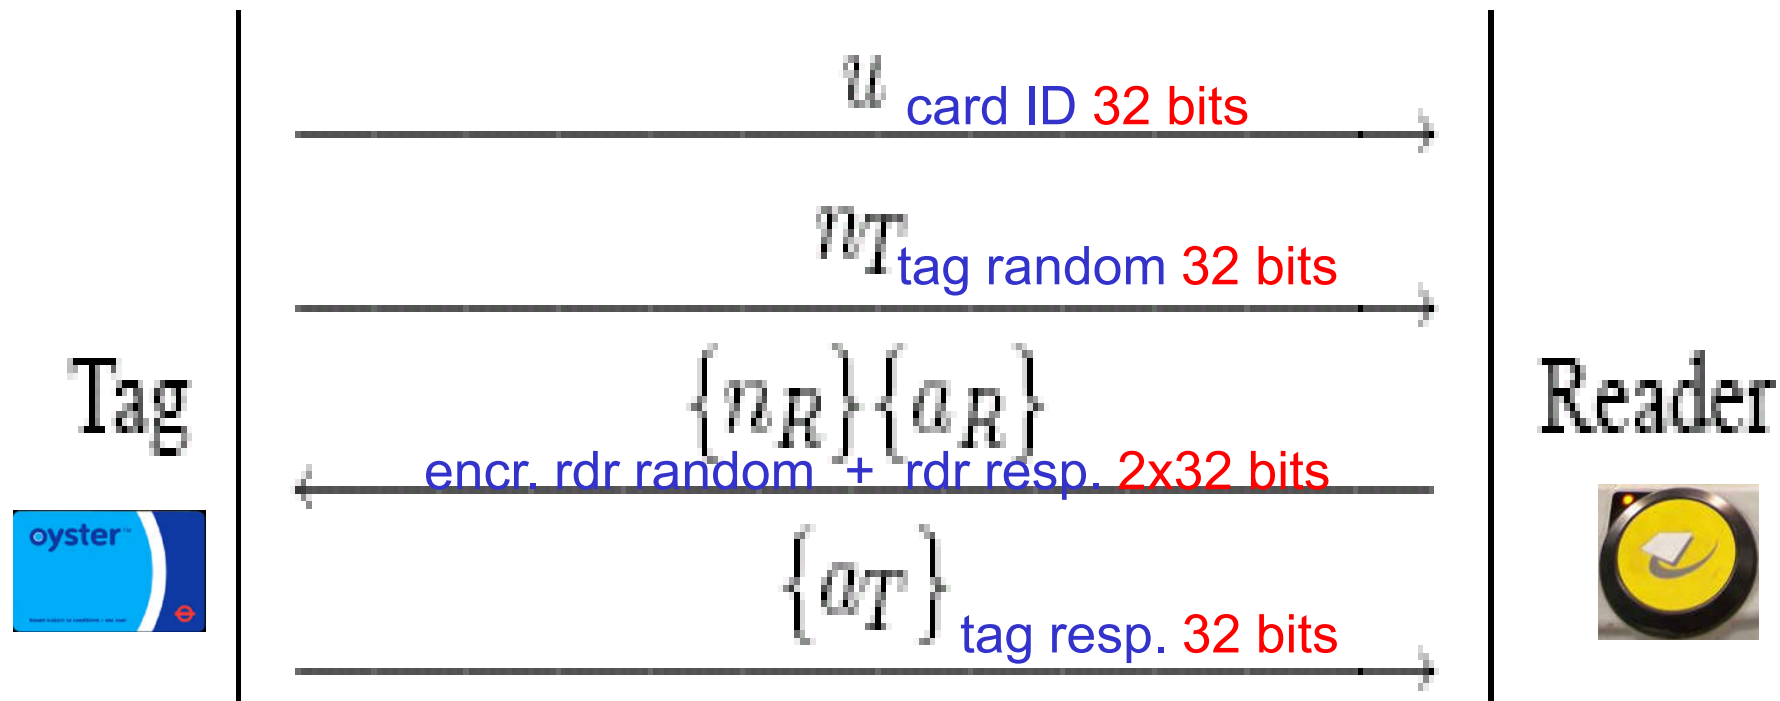 u card ID 32 bits
n_T tag random 32 bits
Tag
{n_R}{a_R}
Reader
encr. rdr random + rdr resp. 2x32 bits
oyster
{a_T} tag resp. 32 bits